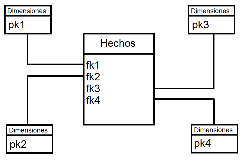 Dimensiones
pk1
Dimensiones
pk3
Hechos
fk1
fk2
fk3
fk4
Dimensiones
pk2
Dimensiones
pk4